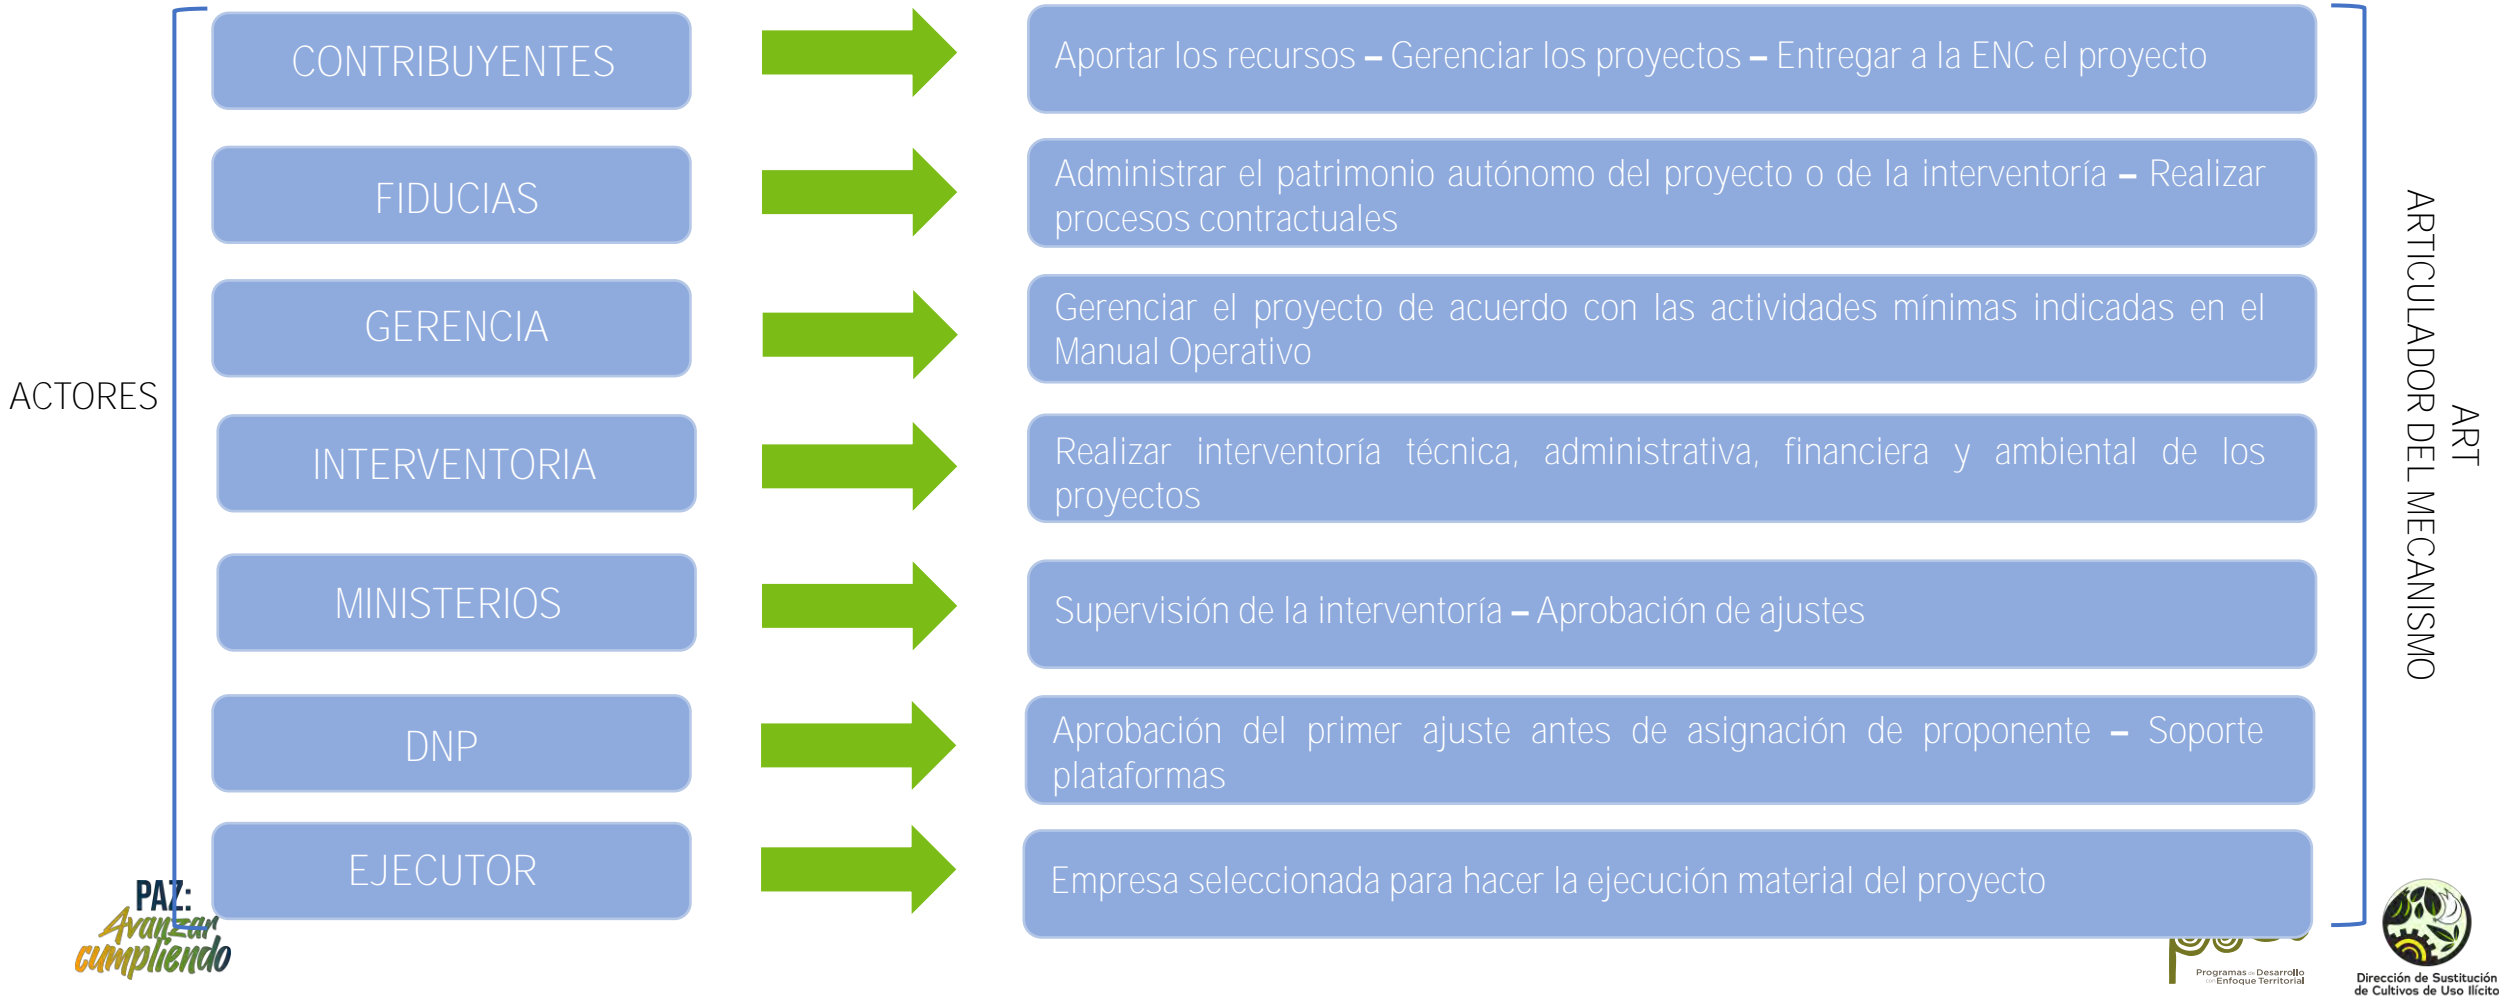 ACTORES
CONTRIBUYENTES
Aportar los recursos – Gerenciar los proyectos – Entregar a la ENC el proyecto
FIDUCIAS
Administrar el patrimonio autónomo del proyecto o de la interventoría – Realizar
procesos contractuales
GERENCIA
Gerenciar el proyecto de acuerdo con las actividades mínimas indicadas en el
Manual Operativo
INTERVENTORIA
Realizar interventoría técnica, administrativa, financiera y ambiental de los
proyectos
MINISTERIOS
Supervisión de la interventoría – Aprobación de ajustes
DNP
Aprobación del primer ajuste antes de asignación de proponente – Soporte
plataformas
EJECUTOR
Empresa seleccionada para hacer la ejecución material del proyecto
ART
ARTICULADOR DEL MECANISMO
PAZ:
Avanzar
cumpliendo
Programas de Desarrollo
con Enfoque Territorial
Dirección de Sustitución
de Cultivos de Uso Ilícito